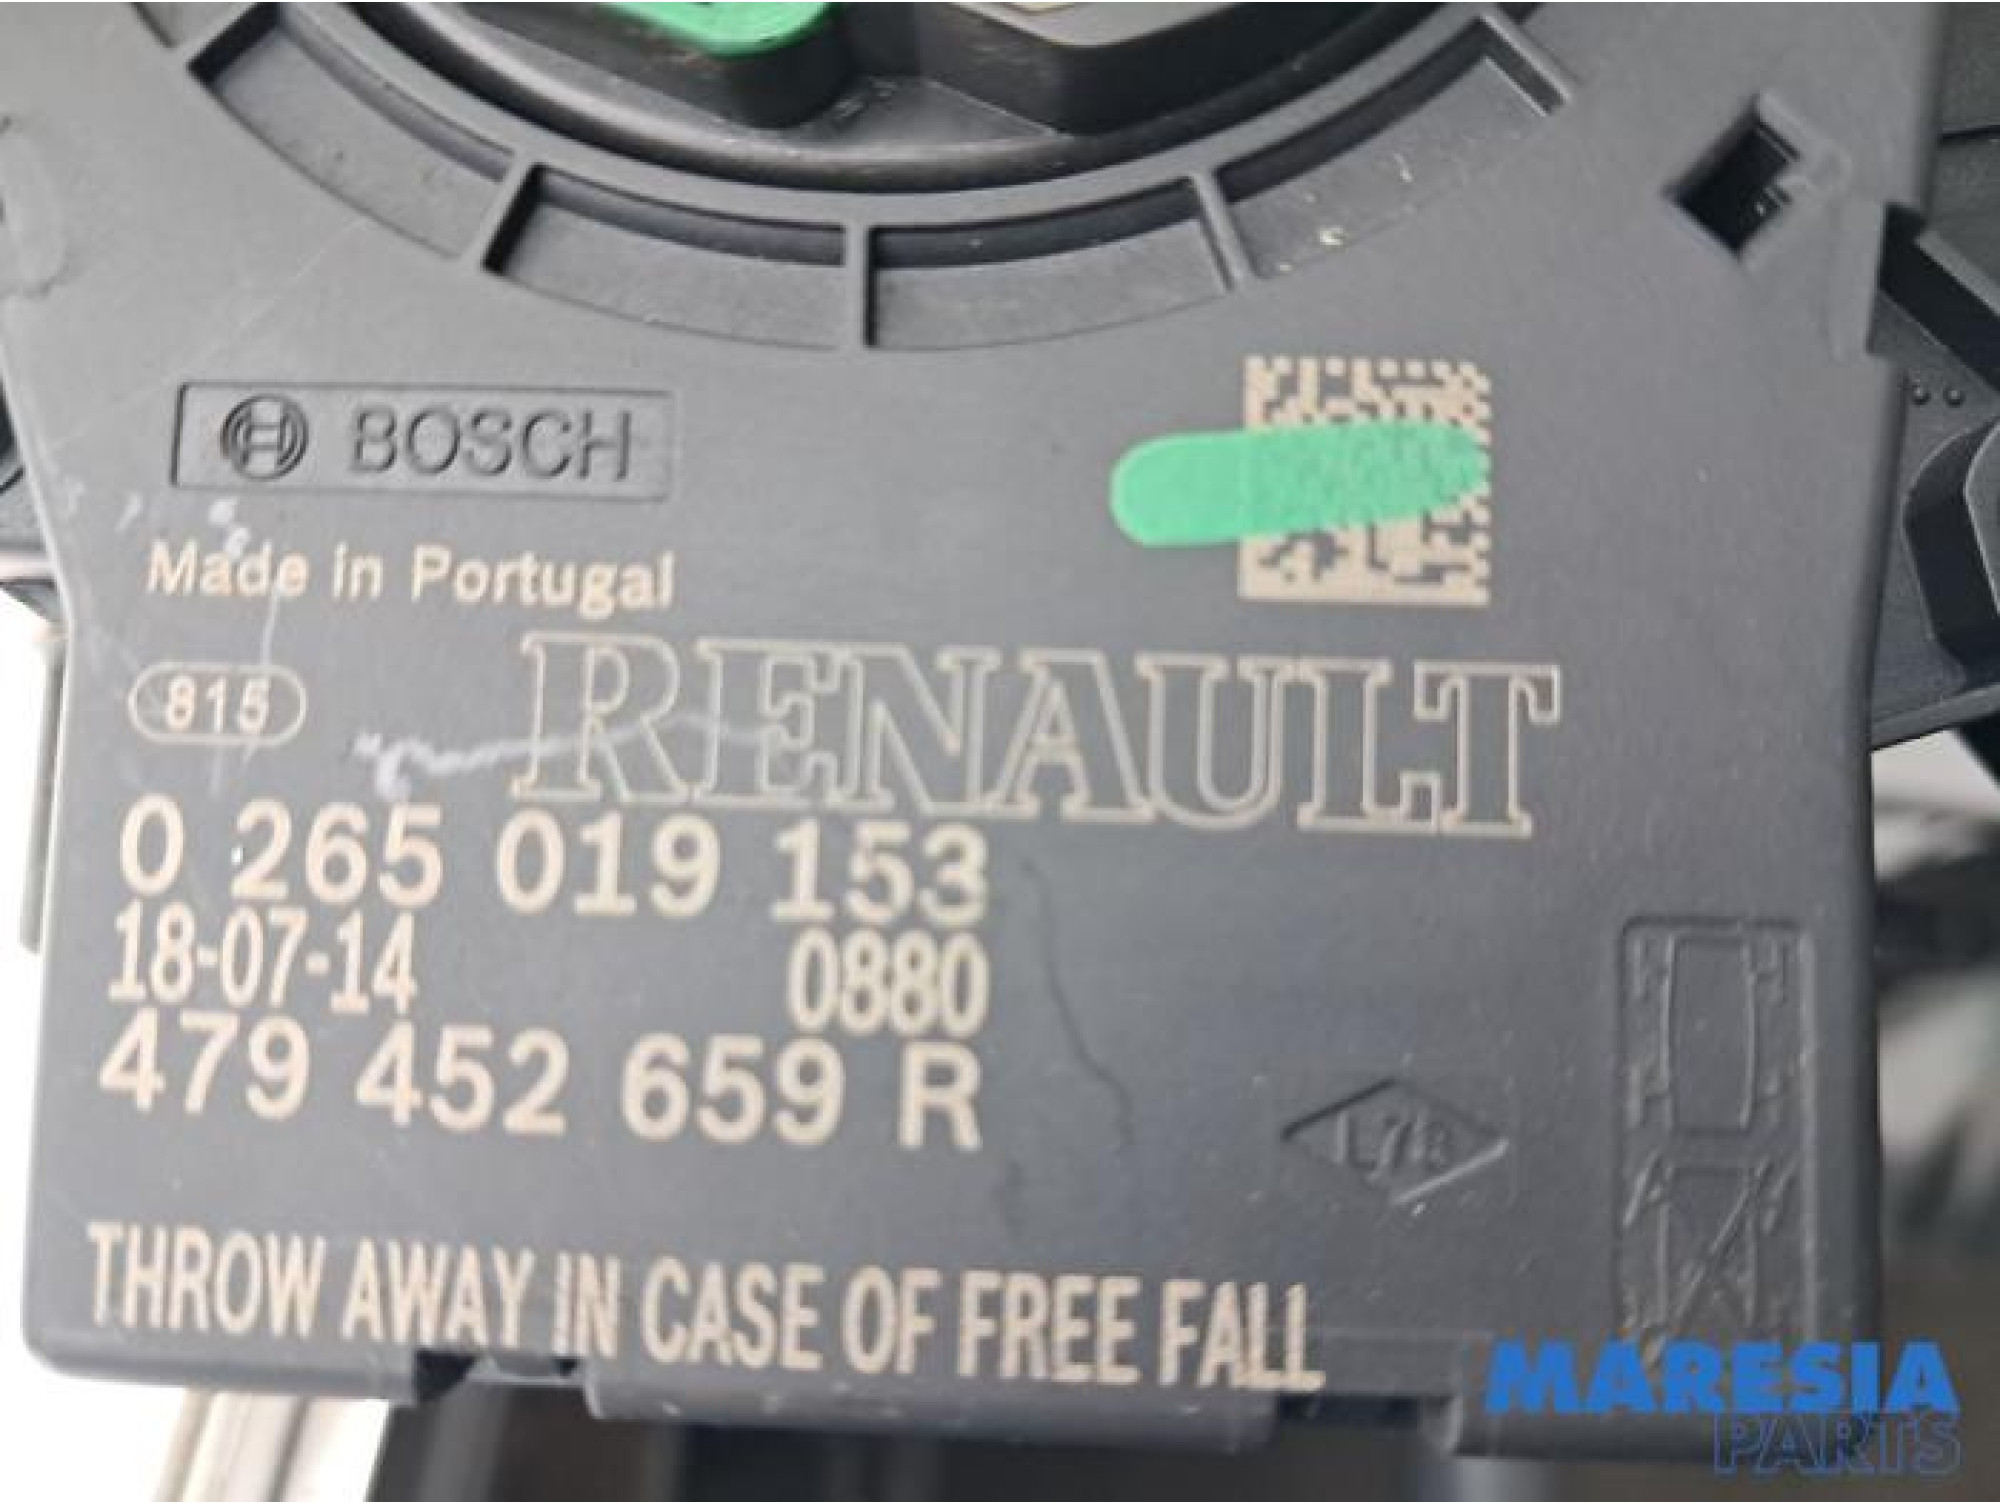 BOSCH
Made in Portugal
815
RENAULT
0 265 019 153
18-07-14 0880
479 452 659 R
L7B
THROW AWAY IN CASE OF FREE FALL
MARESIA
PARTS